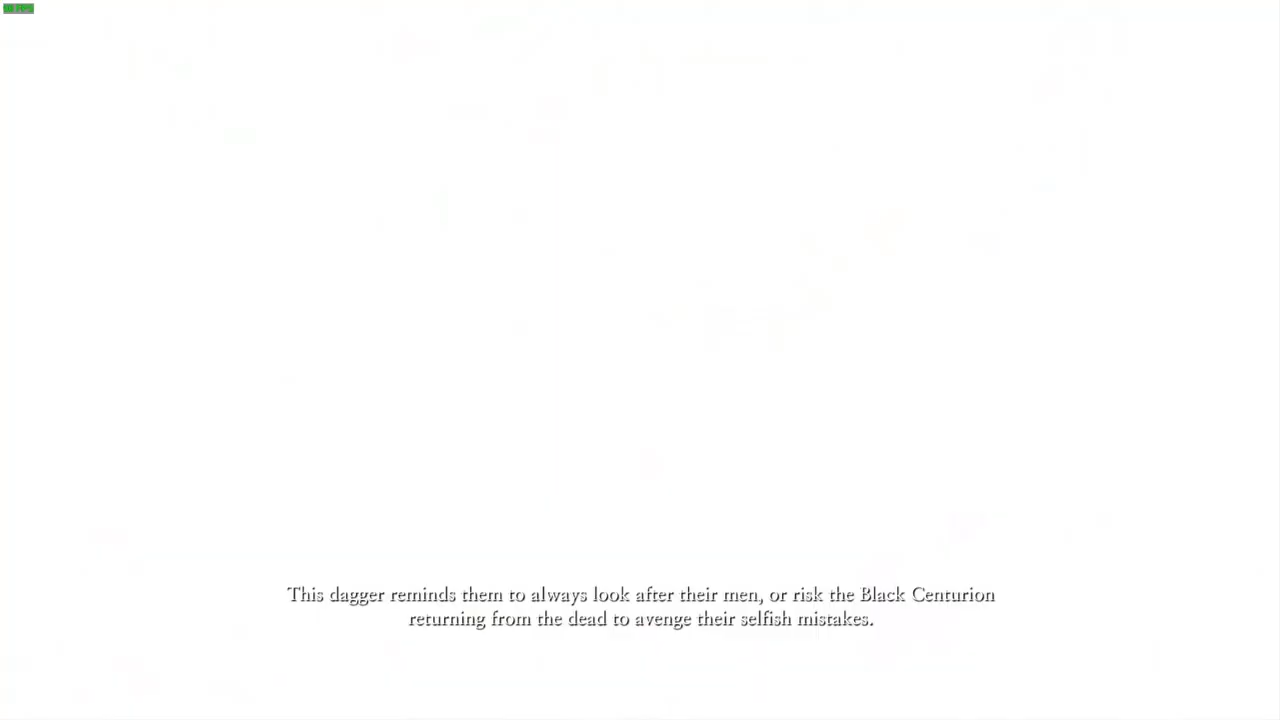 This dagger reminds them to always look after their men, or risk the Black Centurion
returning from the dead to avenge their selfish mistakes.